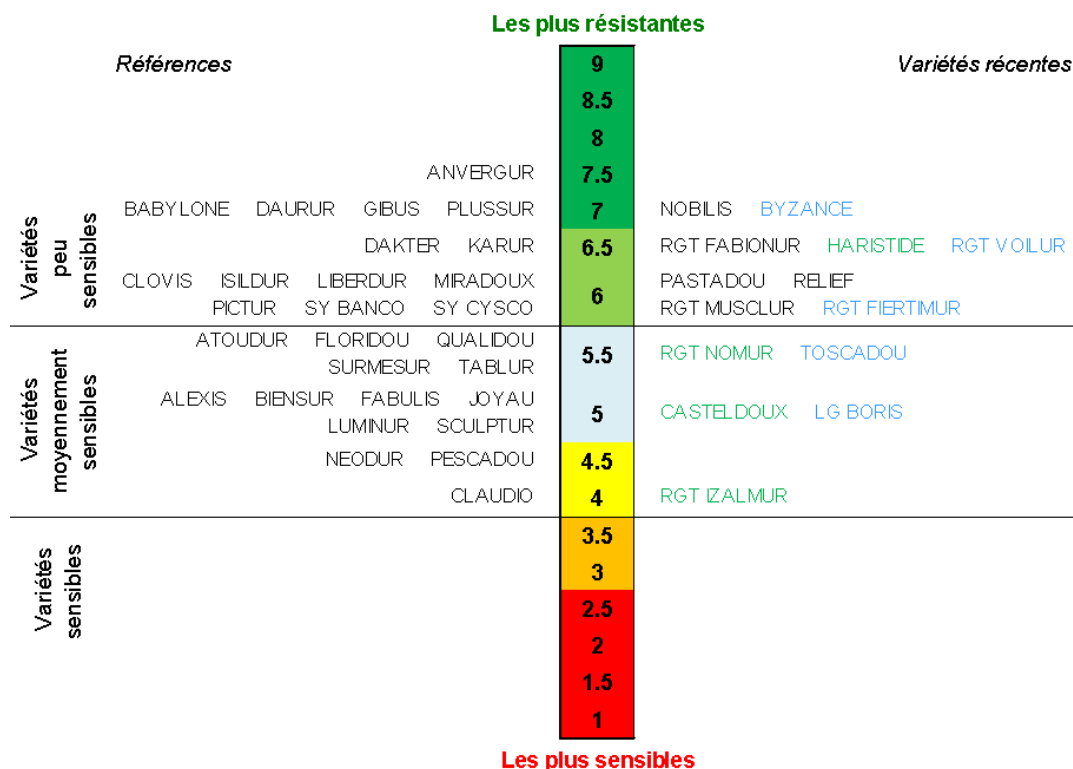 Les plus résistantes
Références 9 Variétés récentes
8.5
8
ANVERGUR 7.5
BABYLONE DAURUR GIBUS PLUSSUR 7 NOBILIS BYZANCE
DAKTER KARUR 6.5 RGT FABIONUR HARISTIDE RGT VOILUR
CLOVIS ISILDUR LIBERDUR MIRADOUX PASTADOU RELIEF
6
PICTUR SY BANCO SY CYSCO RGT MUSCLUR RGT FIERTIMUR
Variétés
peu
sensibles
ATOUDUR FLORIDOU QUALIDOU
5.5 RGT NOMUR TOSCADOU
SURMESUR TABLUR
ALEXIS BIENSUR FABULIS JOYAU
5 CASTELDOUX LG BORIS
LUMINUR SCULPTUR
NEODUR PESCADOU 4.5
CLAUDIO 4 RGT IZALMUR
Variétés
moyennement
sensibles
3.5
3
2.5
2
1.5
1
Variétés
sensibles
Les plus sensibles